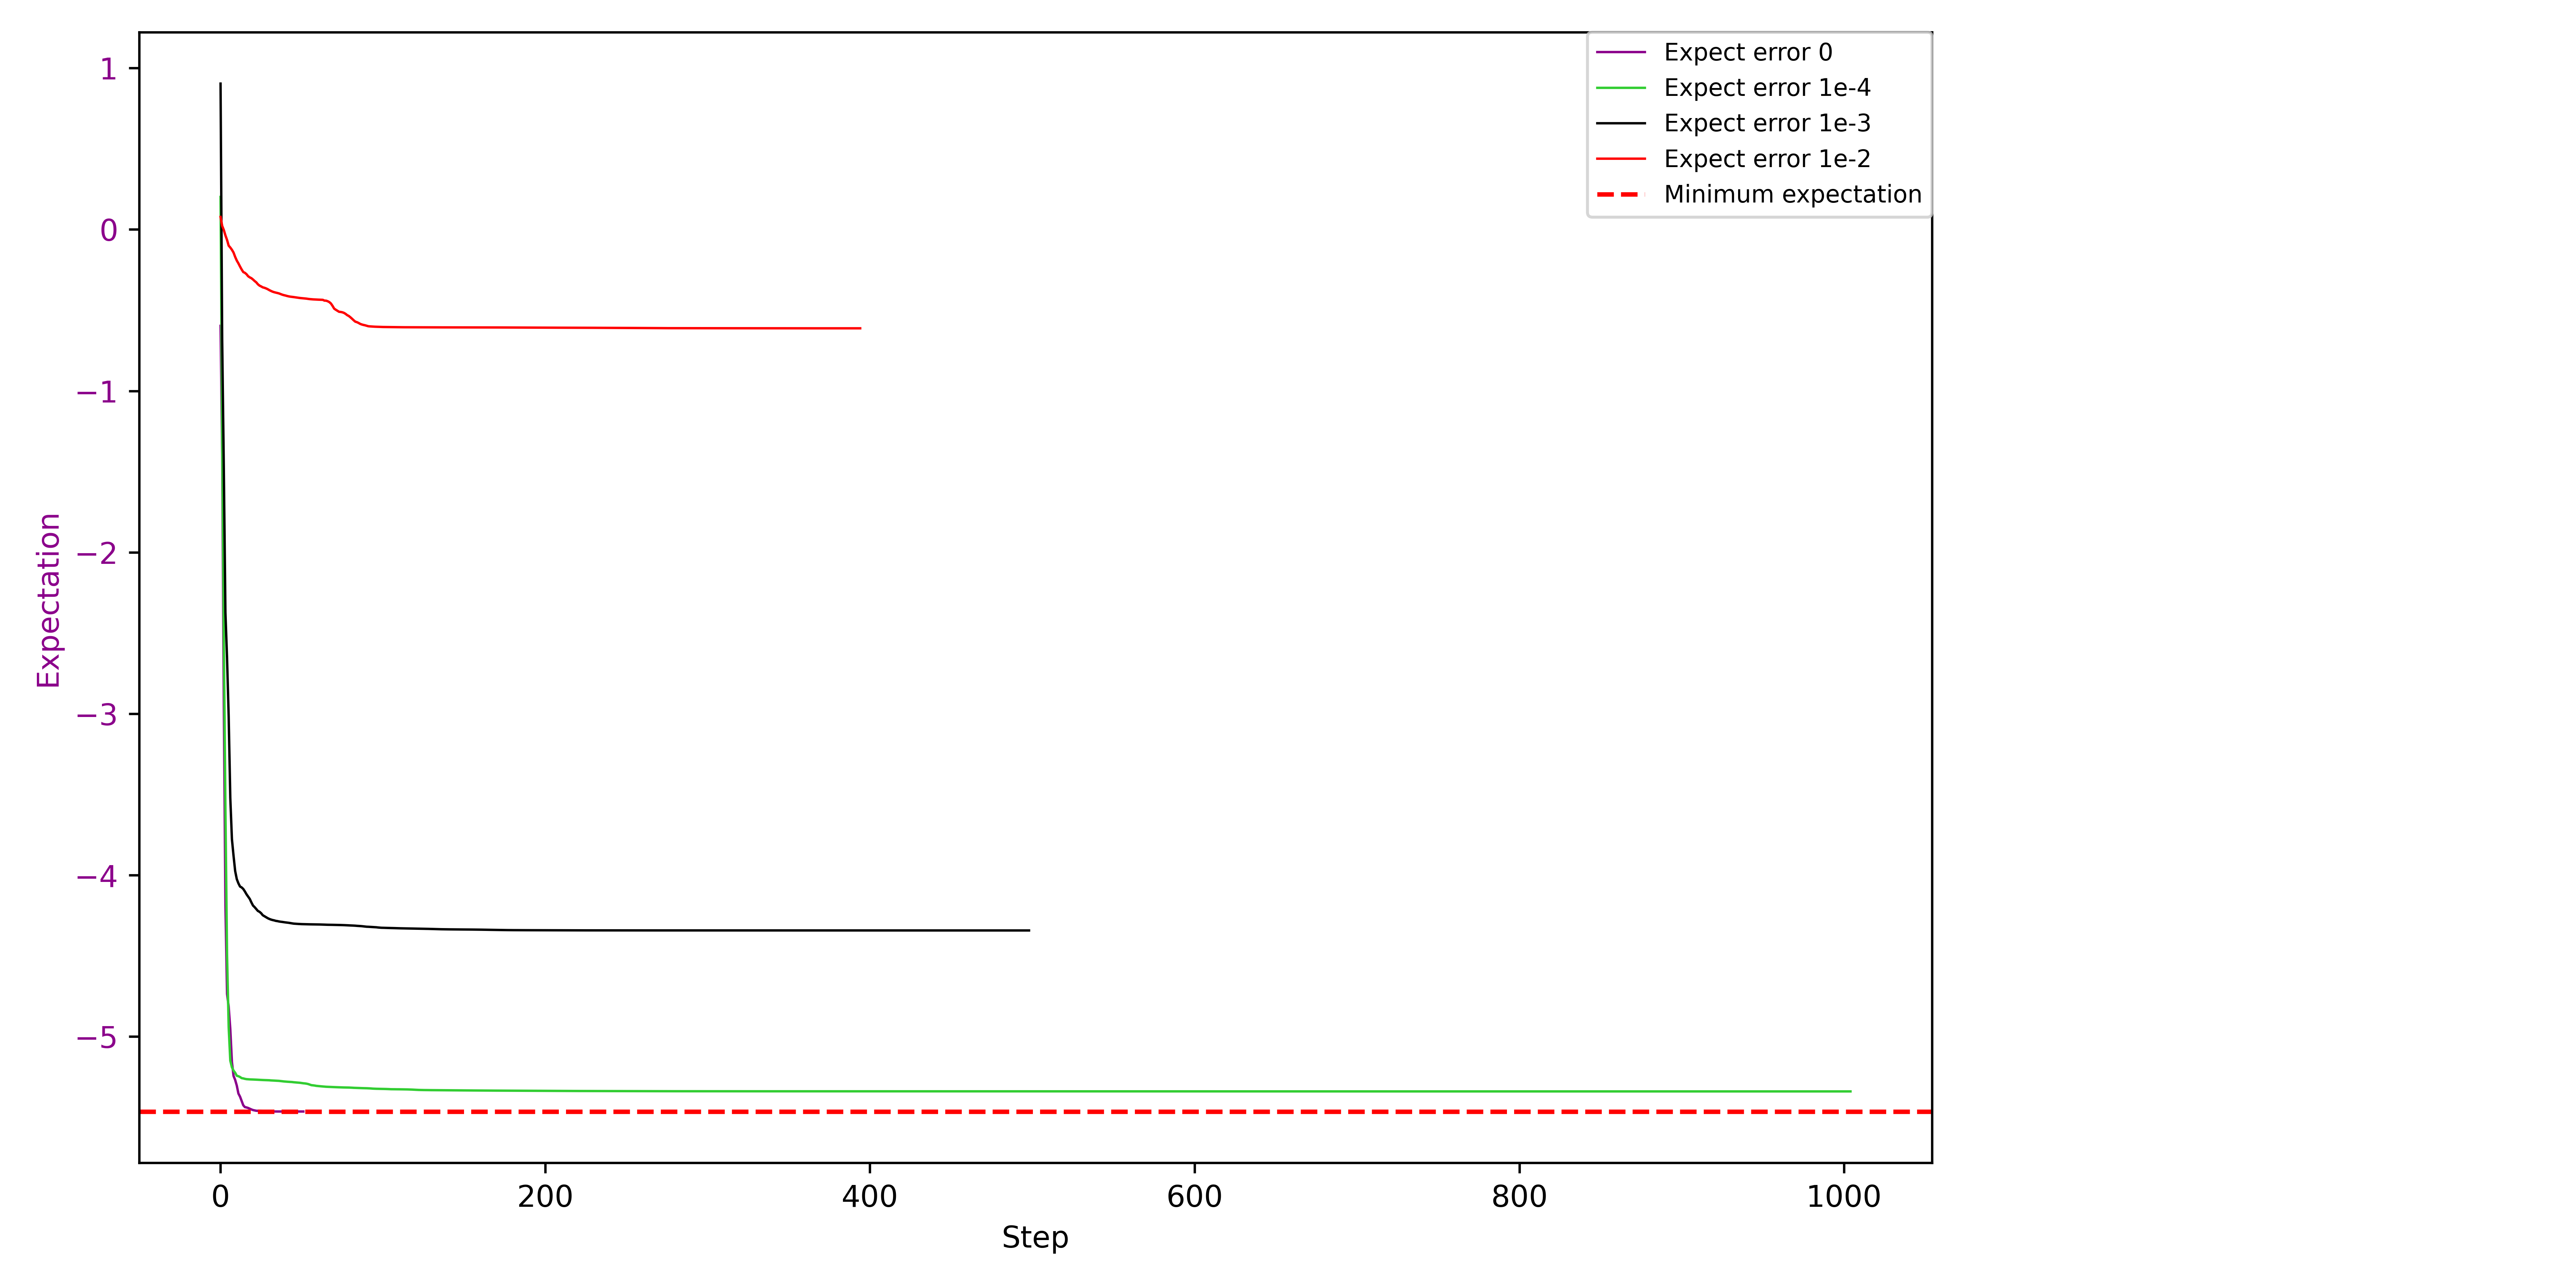 Expect error 0
Expect error 1e-4
Expect error 1e-3
Expect error 1e-2
Minimum expectation
1
0
−1
−2
−3
−4
−5
Expectation
0 200 400 600 800 1000
Step